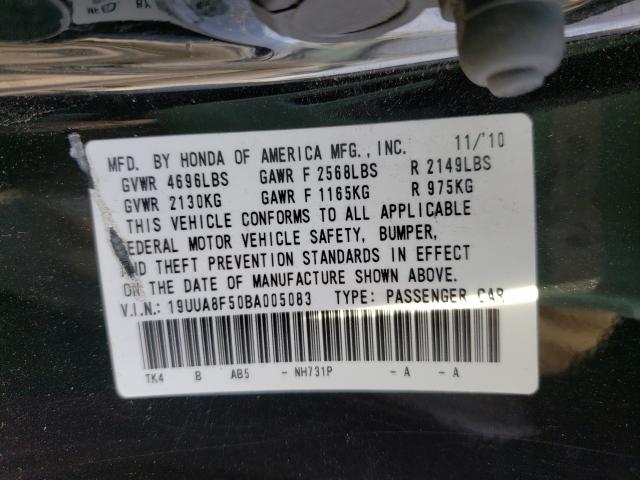 MFD. BY HONDA OF AMERICA MFG., INC. 11/'10
GVWR 4696LBS GAWR F 2568LBS R 2149LBS
GVWR 2130KG GAWR F 1165KG R 975KG
THIS VEHICLE CONFORMS TO ALL APPLICABLE
FEDERAL MOTOR VEHICLE SAFETY, BUMPER,
AND THEFT PREVENTION STANDARDS IN EFFECT
ON THE DATE OF MANUFACTURE SHOWN ABOVE.
V.I.N.: 19UUA8F50BA005083 TYPE: PASSENGER CAR
TK4 B AB5 - NH731P - A - A